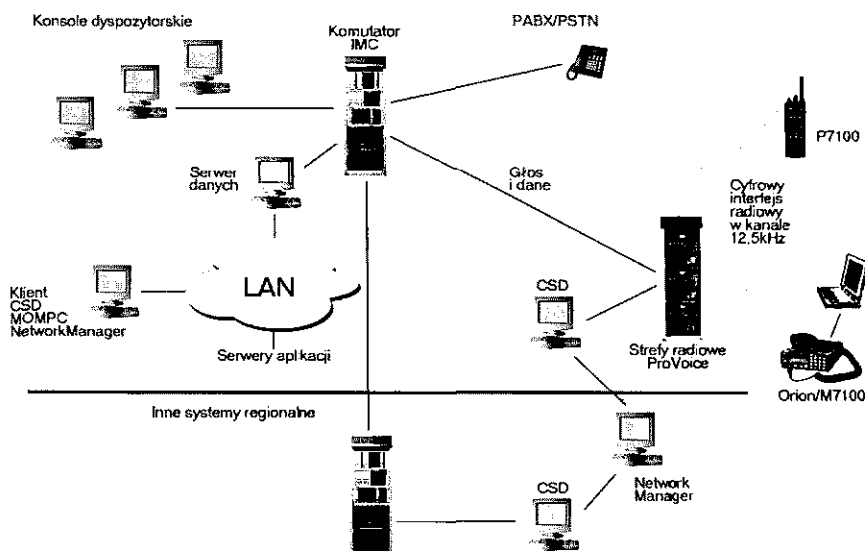 Konsole dyspozytorskie
Komutator
IMC
PABX/PSTN
P7100
Serwer
danych
Głos
i dane
Cyfrowy
interfejs
radiowy
w kanale
12,5kHz
LAN
Klient
CSD
MOMPC
NetworkManager
CSD
Serwery aplikacji
Strefy radiowe
ProVoice
Orion/M7100
Inne systemy regionalne
CSD
Network
Manager